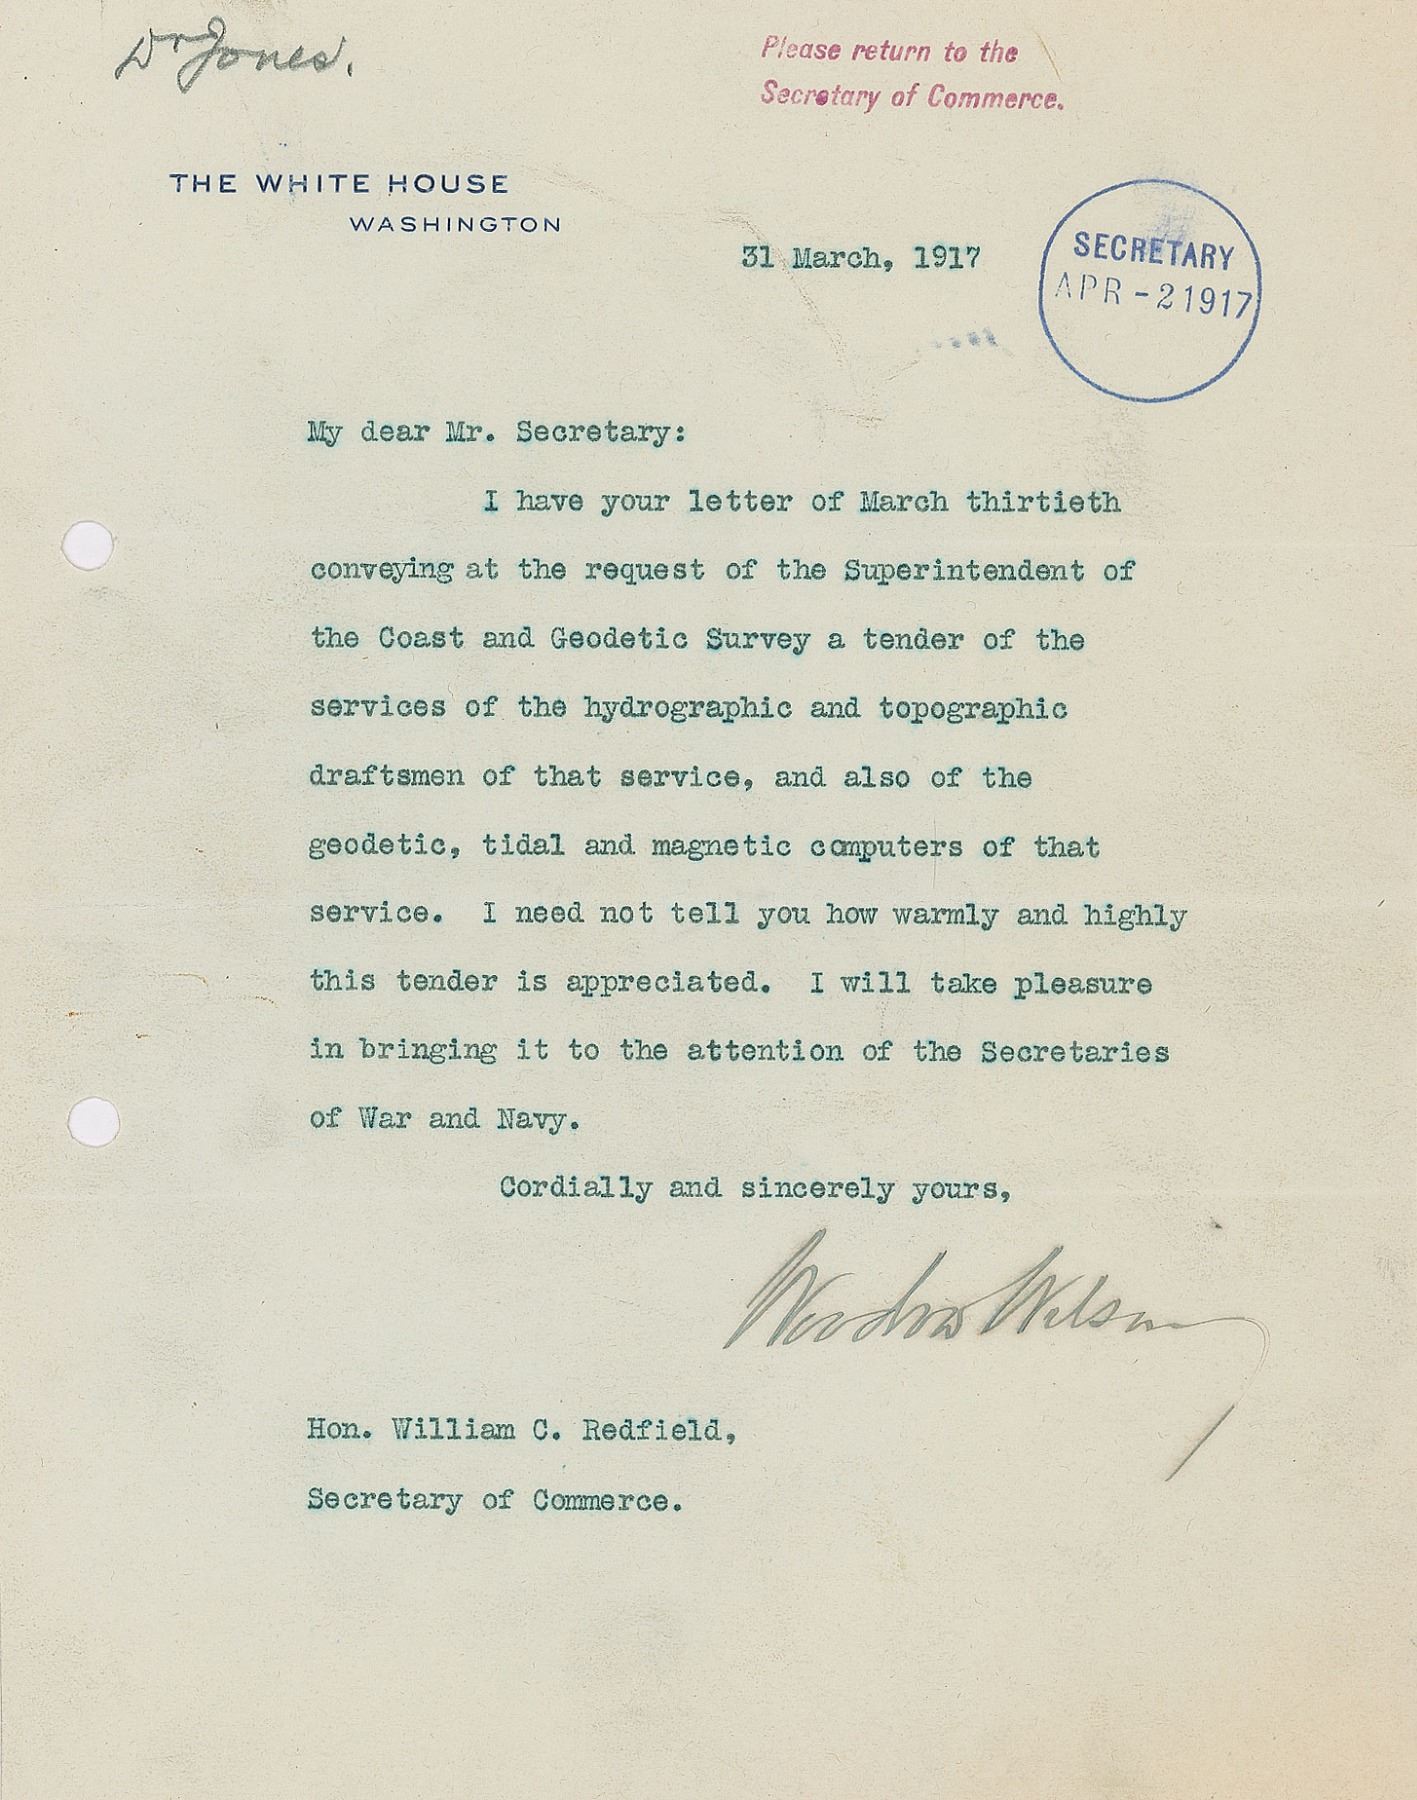 Dr Jones.
Please return to the
Secretary of Commerce.
THE WHITE HOUSE
WASHINGTON
31 March, 1917
SECRETARY
APR - 2 1917
My dear Mr. Secretary:
I have your letter of March thirtieth
conveying at the request of the Superintendent of
the Coast and Geodetic Survey a tender of the
services of the hydrographic and topographic
draftsmen of that service, and also of the
geodetic, tidal and magnetic computers of that
service. I need not tell you how warmly and highly
this tender is appreciated. I will take pleasure
in bringing it to the attention of the Secretaries
of War and Navy.
Cordially and sincerely yours,
Woodrow Wilson
Hon. William C. Redfield,
Secretary of Commerce.